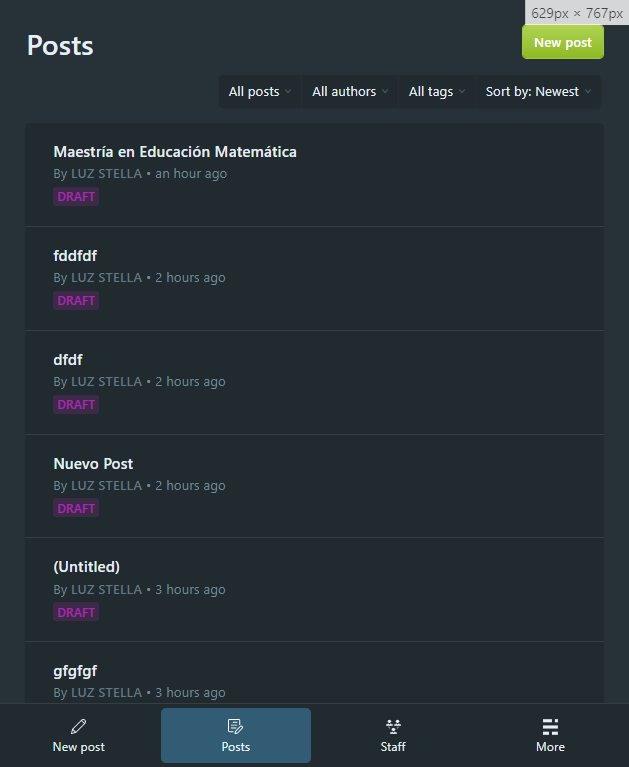 629px × 767px
Posts
New post
All posts
All authors
All tags
Sort by: Newest
Maestría en Educación Matemática
By LUZ STELLA • an hour ago
DRAFT
fddfdf
By LUZ STELLA • 2 hours ago
DRAFT
dfdf
By LUZ STELLA • 2 hours ago
DRAFT
Nuevo Post
By LUZ STELLA • 2 hours ago
DRAFT
(Untitled)
By LUZ STELLA • 3 hours ago
DRAFT
gfgfgf
By LUZ STELLA • 3 hours ago
New post
Posts
Staff
More